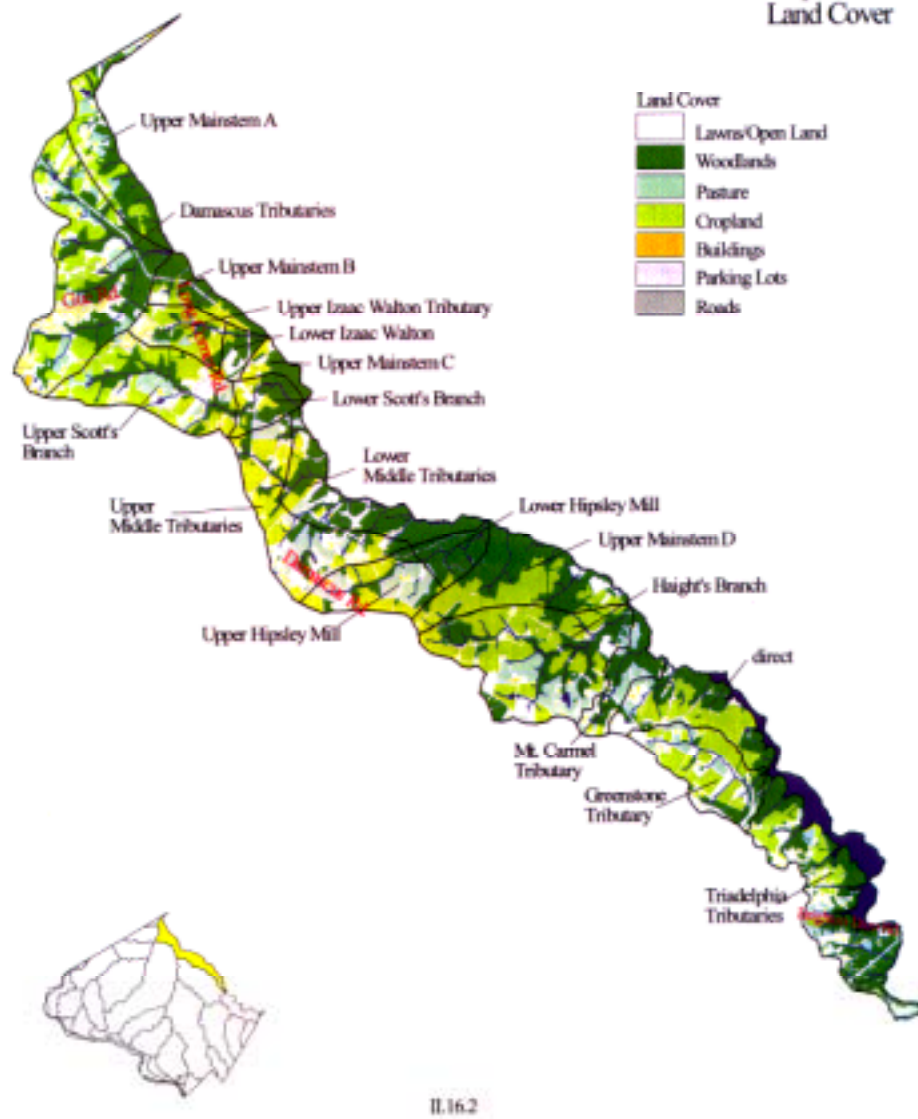 Land Cover
Land Cover
Lawns/Open Land
Woodlands
Pasture
Cropland
Buildings
Parking Lots
Roads
Upper Mainstem A
Damascus Tributaries
Upper Mainstem B
Upper Izaac Walton Tributary
Lower Izaac Walton
Upper Mainstem C
Lower Scott's Branch
Upper Scott's
Branch
Lower
Middle Tributaries
Upper
Middle Tributaries
Lower Hipsley Mill
Upper Mainstem D
Haight's Branch
Upper Hipsley Mill
direct
Mt. Carmel
Tributary
Greenstone
Tributary
Triadelphia
Tributaries
Rd.
Rd.
II.16.2